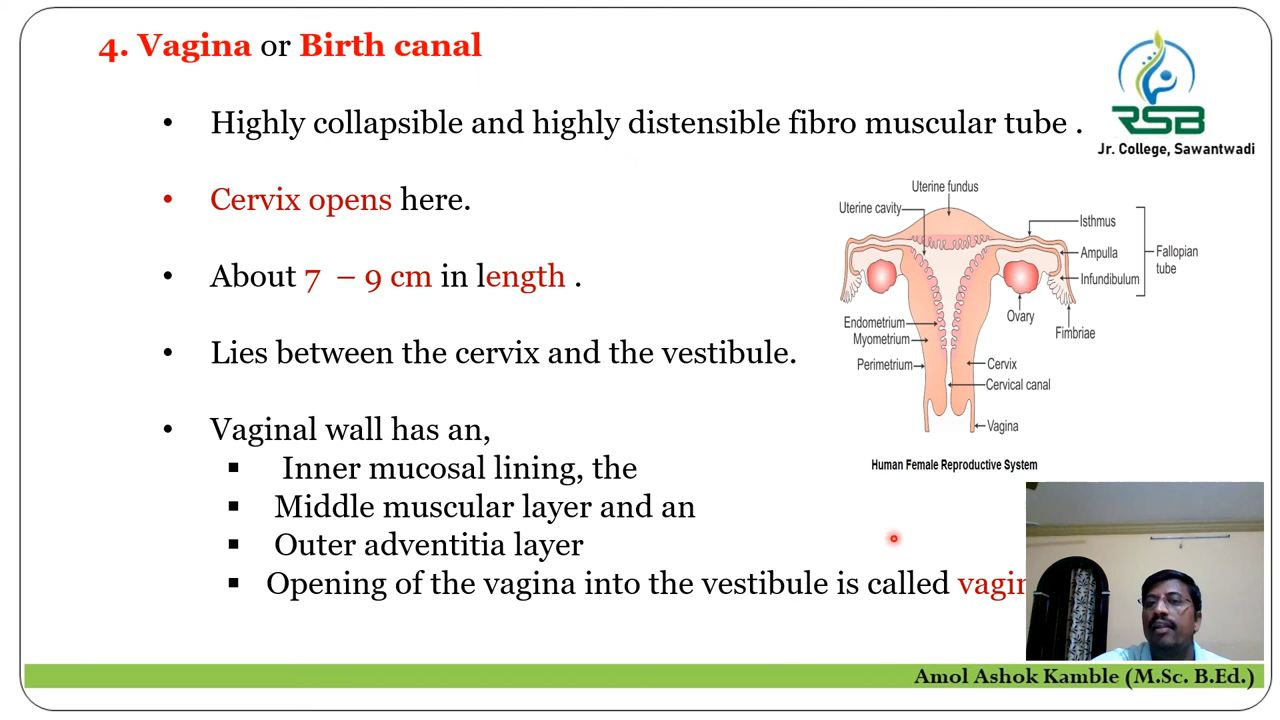 4. Vagina or Birth canal
RSB
Jr. College, Sawantwadi
• Highly collapsible and highly distensible fibro muscular tube .
• Cervix opens here.
• About 7 – 9 cm in length .
• Lies between the cervix and the vestibule.
• Vaginal wall has an,
▪ Inner mucosal lining, the
▪ Middle muscular layer and an
▪ Outer adventitia layer
▪ Opening of the vagina into the vestibule is called
Uterine fundus
Uterine cavity
Isthmus
Ampulla
Fallopian
tube
Infundibulum
Ovary
Fimbriae
Endometrium
Myometrium
Perimetrium
Cervix
Cervical canal
Vagina
Human Female Reproductive System
Amol Ashok Kamble (M.Sc. B.Ed.)